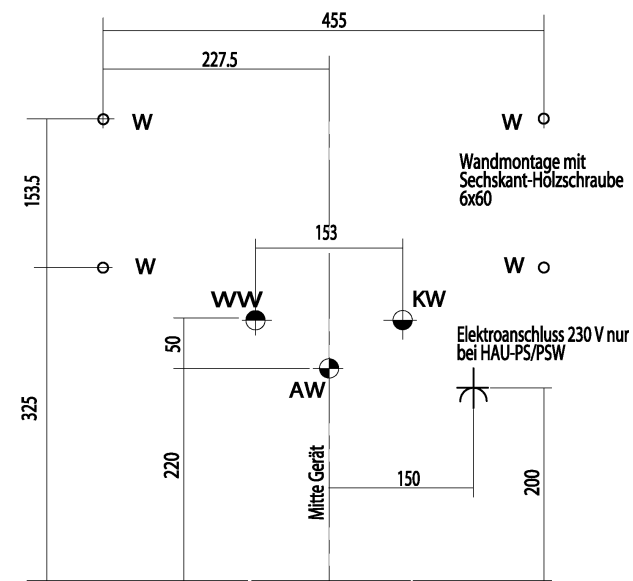 455
227.5
W
W
153.5
Wandmontage mit
Sechskant-Holzschraube
6x60
153
W
W
WW
KW
50
Elektroanschluss 230 V nur
bei HAU-PS/PSW
AW
325
220
Mitte Gerät
150
200